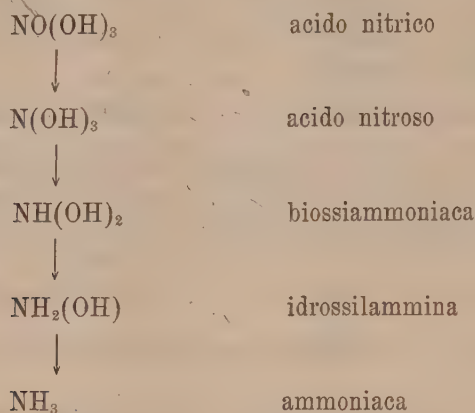 NO(OH)₃ acido nitrico
↓
N(OH)₃ acido nitroso
↓
NH(OH)₂ biossiammoniaca
↓
NH₂(OH) idrossilammina
↓
NH₃ ammoniaca